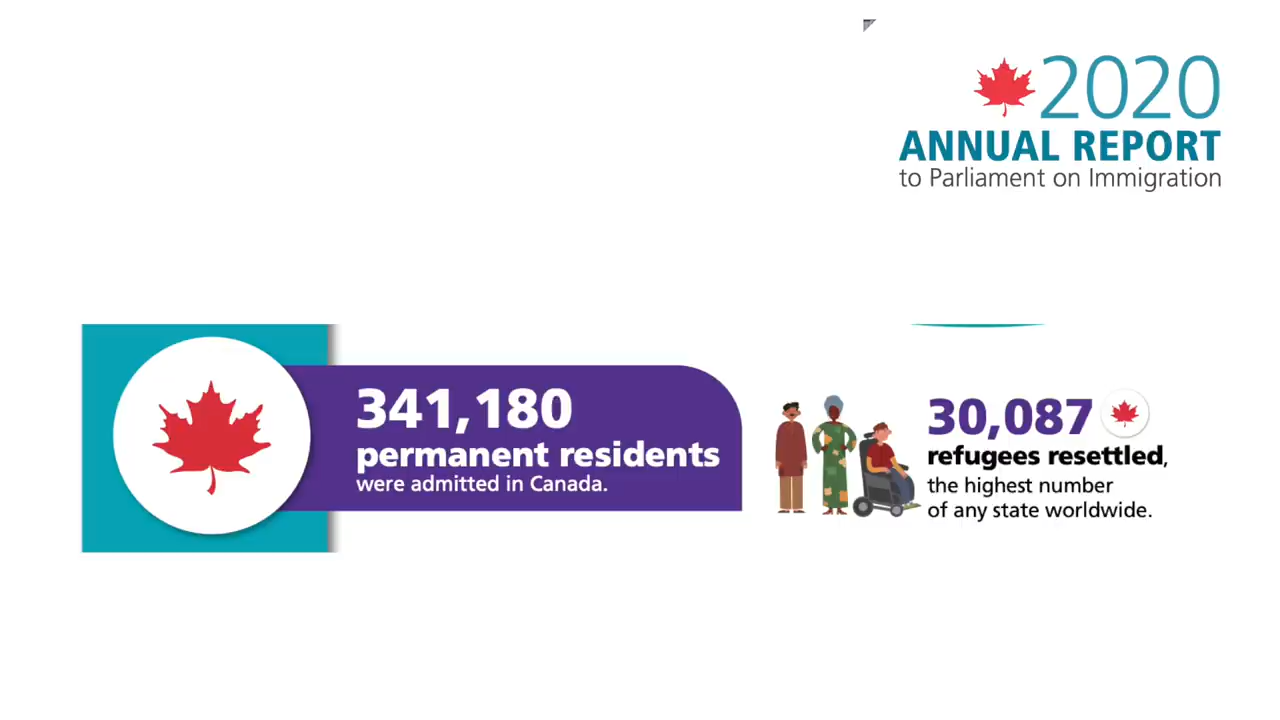 2020
ANNUAL REPORT
to Parliament on Immigration
341,180
permanent residents
were admitted in Canada.
30,087
refugees resettled,
the highest number
of any state worldwide.